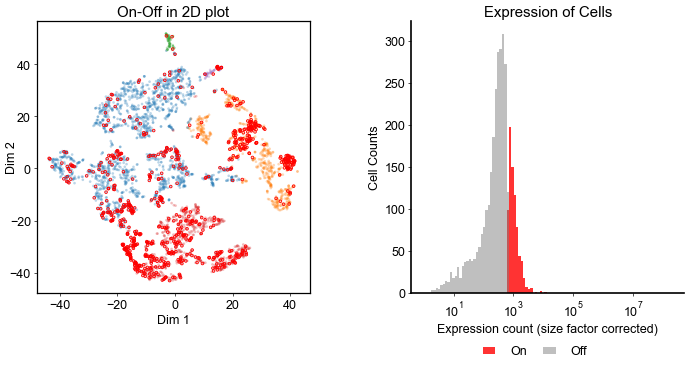 On-Off in 2D plot
Dim 2
40
20
0
−20
−40
−40 −20 0 20 40
Dim 1
Expression of Cells
Cell Counts
300
250
200
150
100
50
0
10^1 10^3 10^5 10^7
Expression count (size factor corrected)
On Off